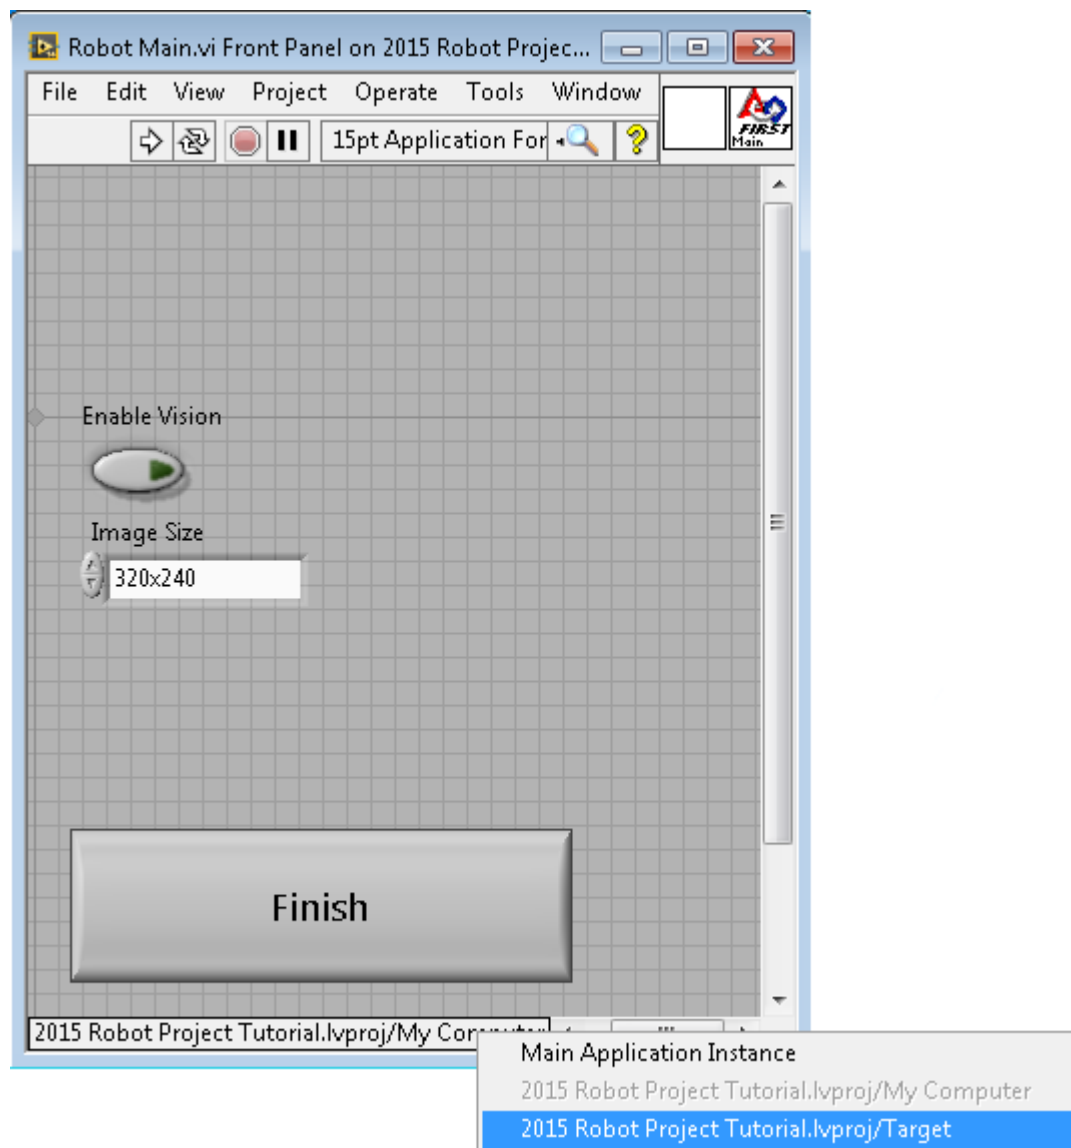 Robot Main.vi Front Panel on 2015 Robot Projec...
File Edit View Project Operate Tools Window
15pt Application For
FIRST
Main
Enable Vision
Image Size
320x240
Finish
2015 Robot Project Tutorial.lvproj/My Computer
Main Application Instance
2015 Robot Project Tutorial.lvproj/My Computer
2015 Robot Project Tutorial.lvproj/Target